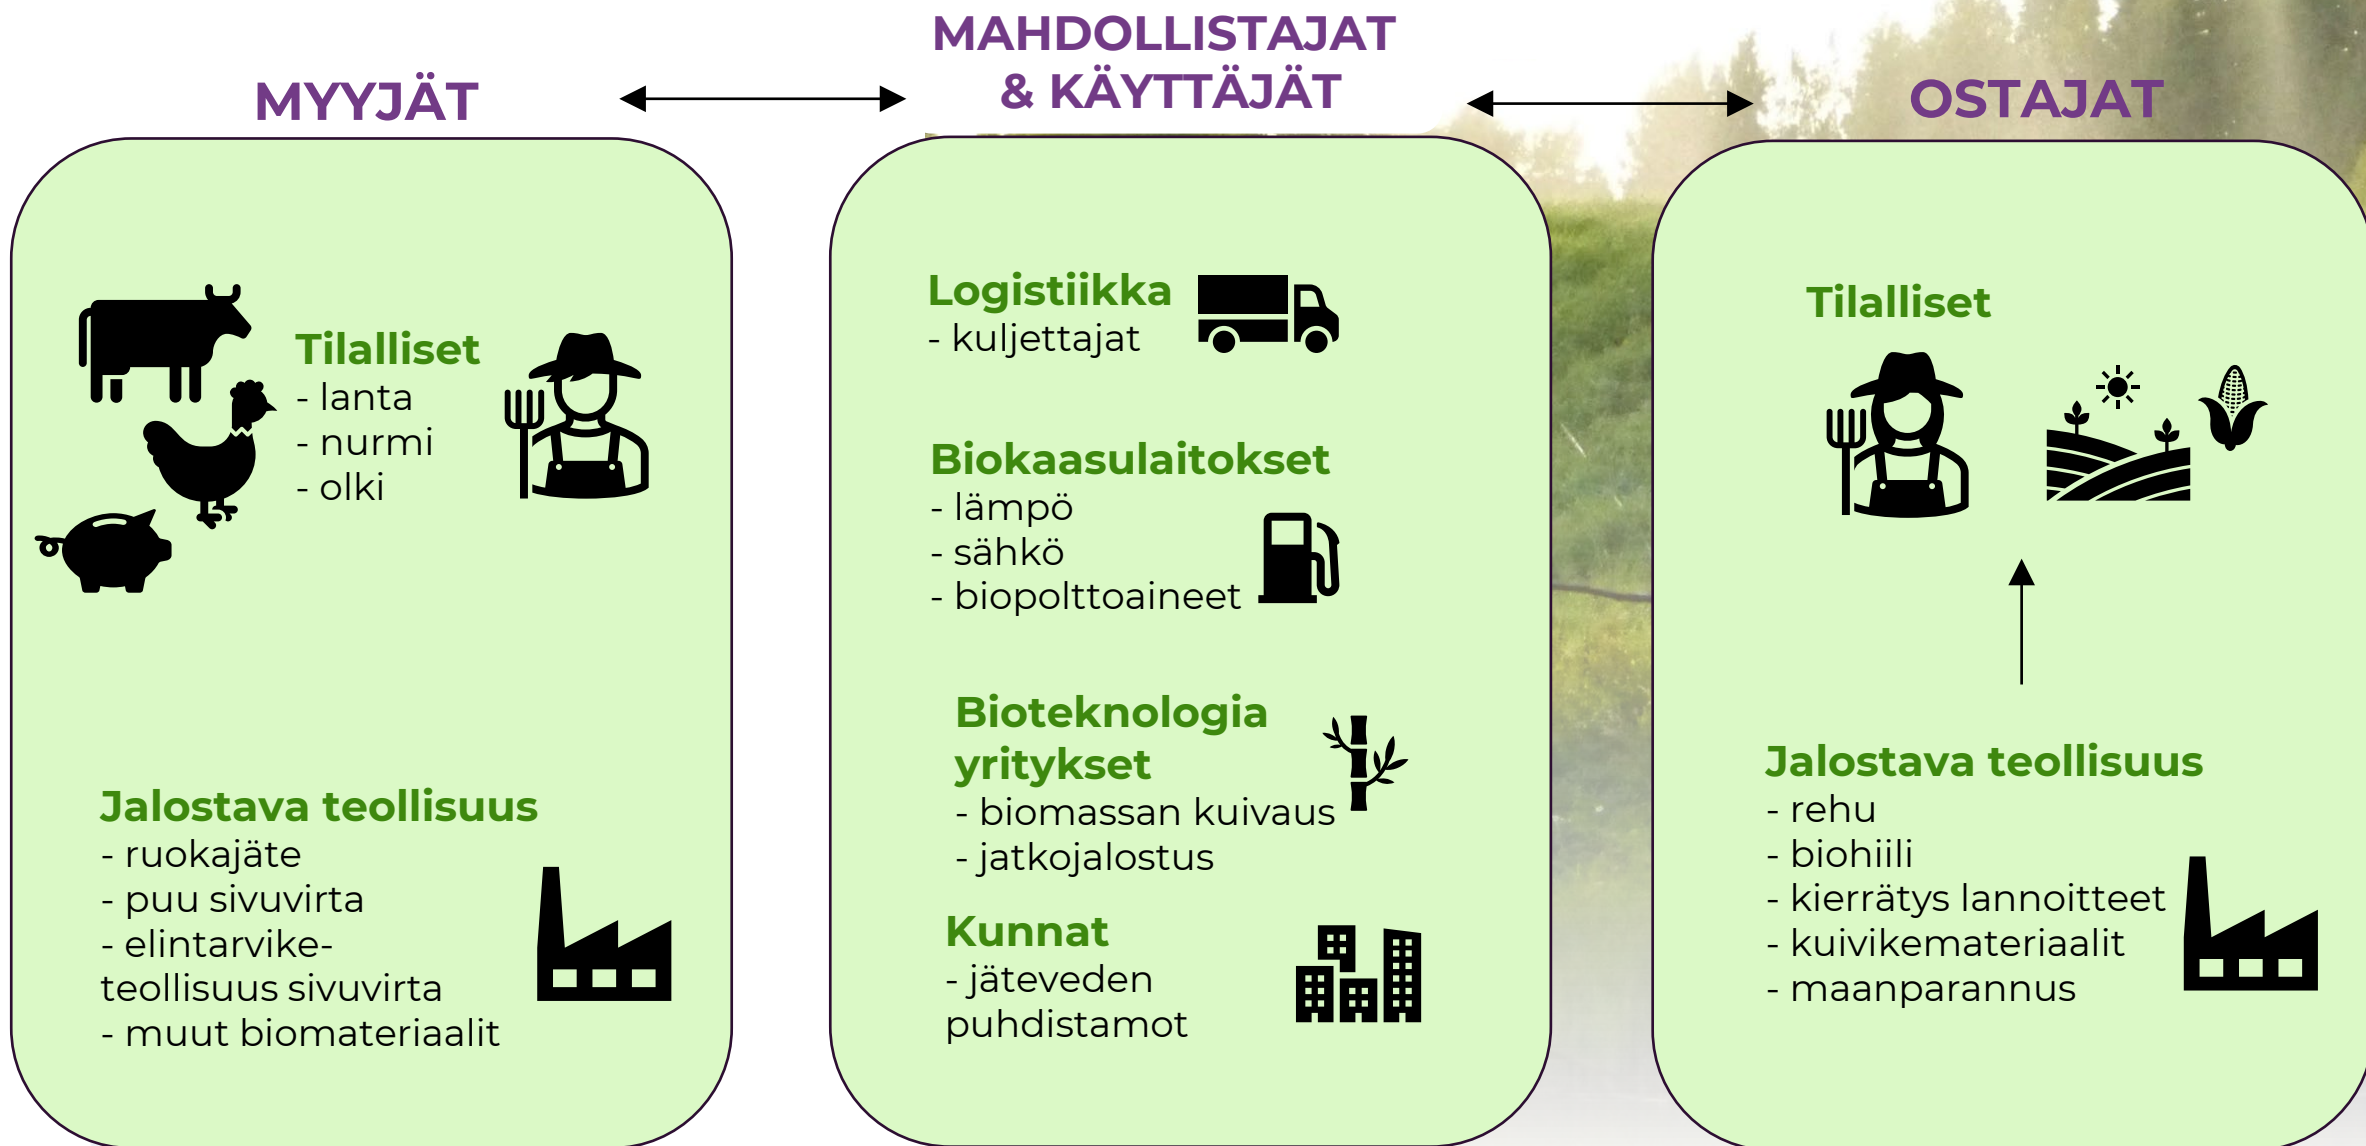 MYYJÄT
MAHDOLLISTAJAT
& KÄYTTÄJÄT
OSTAJAT
Tilalliset
- lanta
- nurmi
- olki
Jalostava teollisuus
- ruokajäte
- puu sivuvirta
- elintarvike-
teollisuus sivuvirta
- muut biomateriaalit
Logistiikka
- kuljettajat
Biokaasulaitokset
- lämpö
- sähkö
- biopolttoaineet
Bioteknologia
yritykset
- biomassan kuivaus
- jatkojalostus
Kunnat
- jäteveden
puhdistamot
Tilalliset
Jalostava teollisuus
- rehu
- biohiili
- kierrätys lannoitteet
- kuivikemateriaalit
- maanparannus